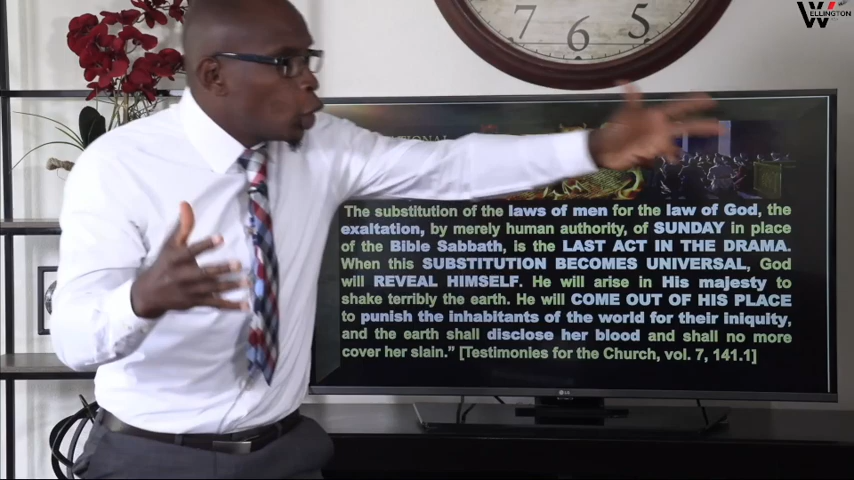 WELLINGTON
7 6 5
TIONAL
The substitution of the laws of men for the law of God, the
exaltation, by merely human authority, of SUNDAY in place
of the Bible Sabbath, is the LAST ACT IN THE DRAMA.
When this SUBSTITUTION BECOMES UNIVERSAL, God
will REVEAL HIMSELF. He will arise in His majesty to
shake terribly the earth. He will COME OUT OF HIS PLACE
to punish the inhabitants of the world for their iniquity,
and the earth shall disclose her blood and shall no more
cover her slain.” [Testimonies for the Church, vol. 7, 141.1]
LG